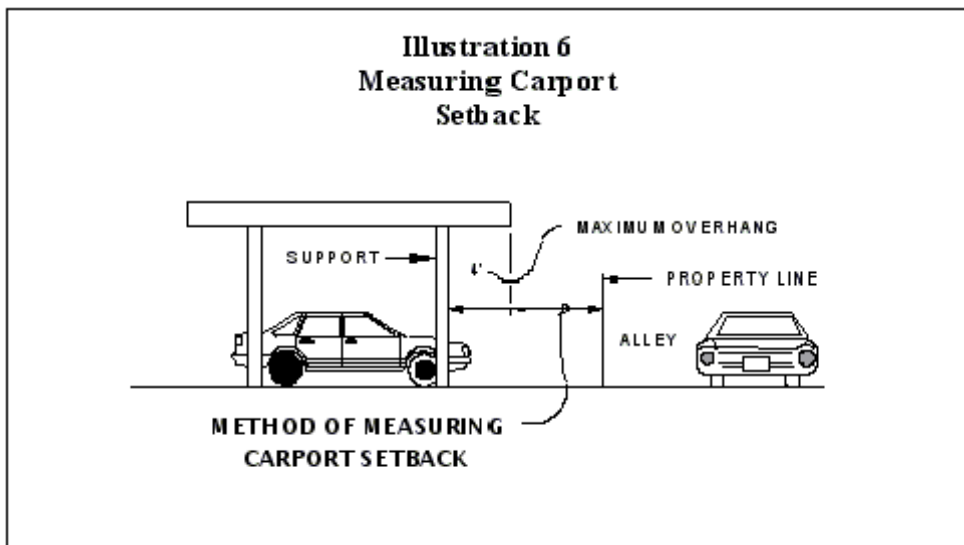 Illustration 6
Measuring Carport
Setback
MAXIMUM OVERHANG
SUPPORT
4'
PROPERTY LINE
ALLEY
METHOD OF MEASURING
CARPORT SETBACK